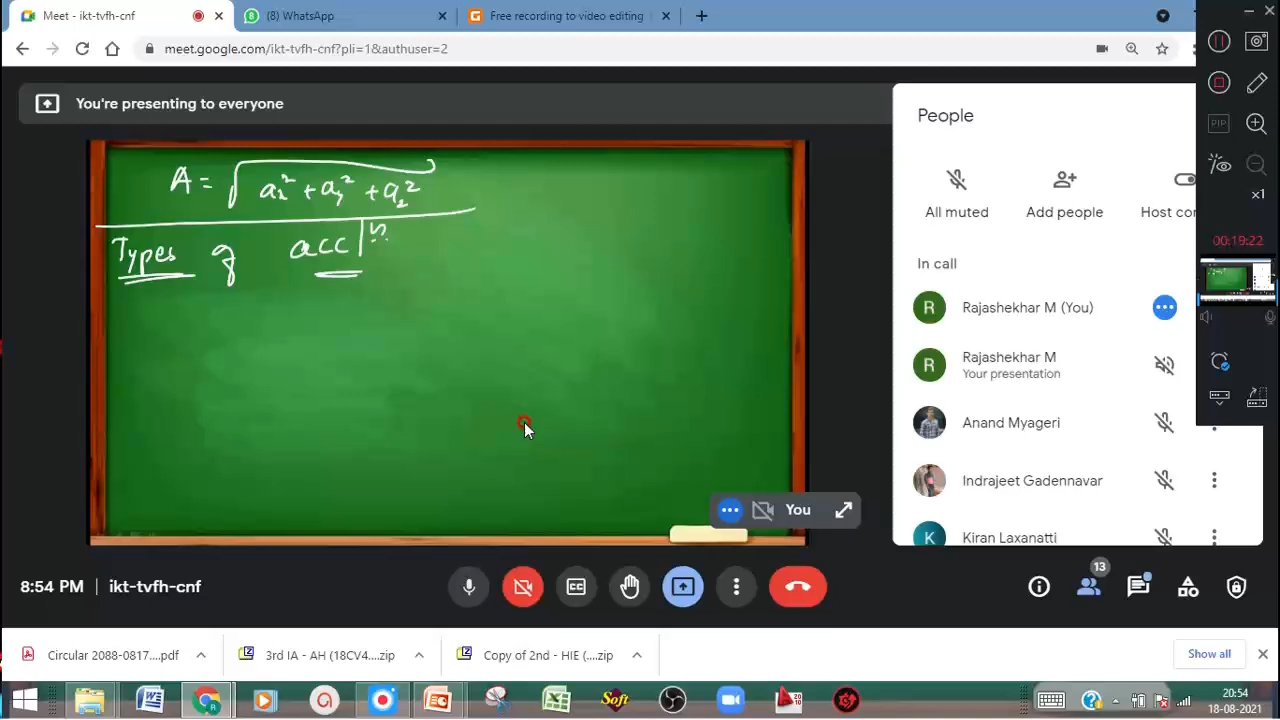 Meet - ikt-tvfh-cnf
(8) WhatsApp
Free recording to video editing
meet.google.com/ikt-tvfh-cnf?pli=1&authuser=2
You're presenting to everyone
A = √ax² + ay² + az²
Types of acc|ⁿ:
People
All muted
Add people
Host cor
In call
Rajashekhar M (You)
Rajashekhar M
Your presentation
Anand Myageri
Indrajeet Gadennavar
Kiran Laxanatti
You
PIP
x1
00:19:22
8:54 PM | ikt-tvfh-cnf
13
Circular 2088-0817....pdf
3rd IA - AH (18CV4....zip
Copy of 2nd - HIE (....zip
Show all
20:54
18-08-2021